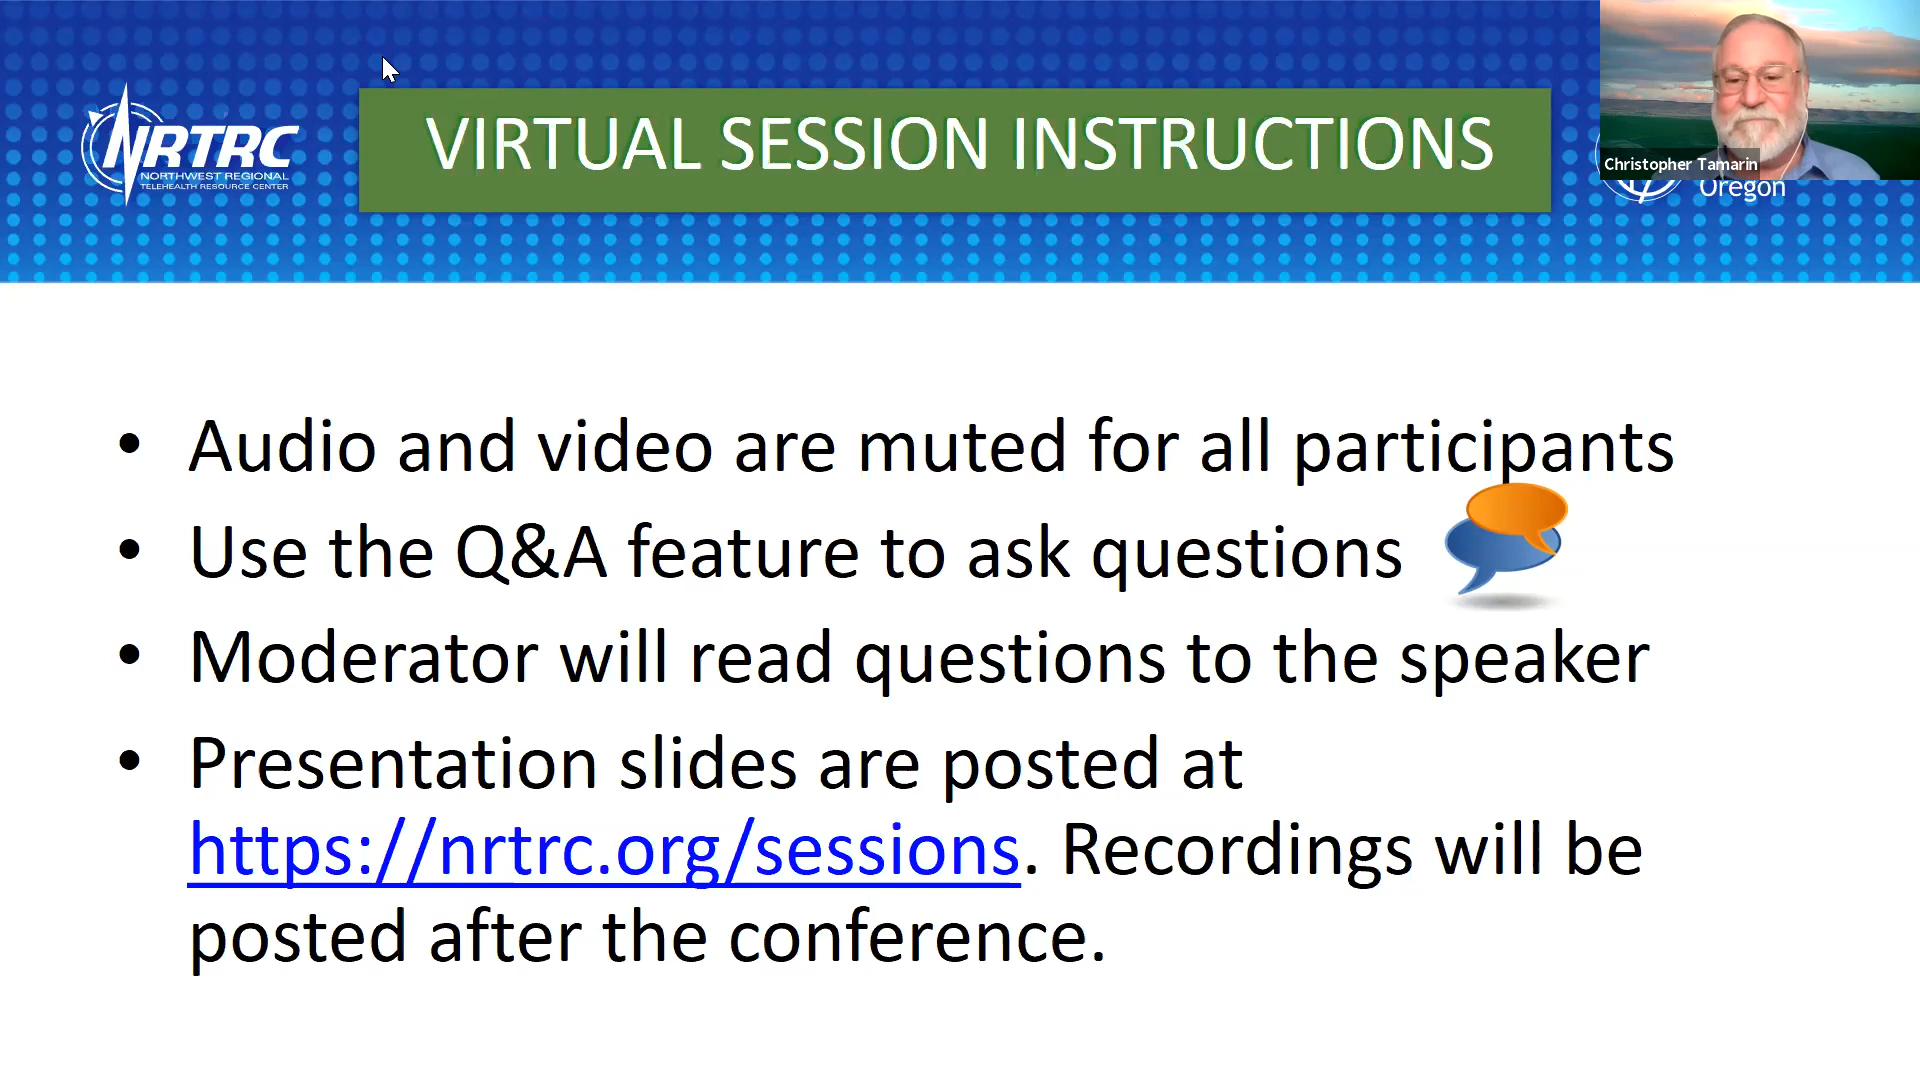 VIRTUAL SESSION INSTRUCTIONS
NRTRC
NORTHWEST REGIONAL
TELEHEALTH RESOURCE CENTER
Christopher Tamarin
Oregon
• Audio and video are muted for all participants
• Use the Q&A feature to ask questions
• Moderator will read questions to the speaker
• Presentation slides are posted at
https://nrtrc.org/sessions. Recordings will be
posted after the conference.